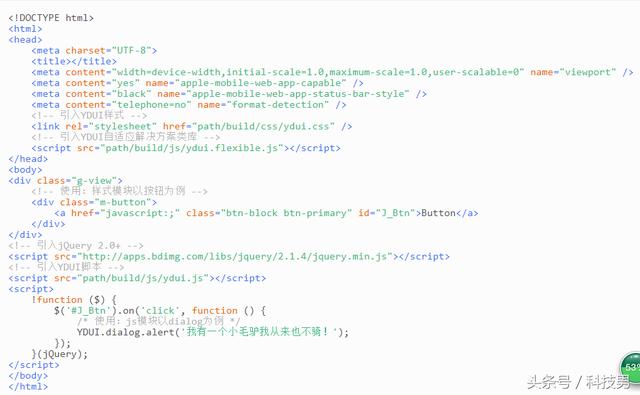 <!DOCTYPE html>
<html>
<head>
    <meta charset="UTF-8">
    <title></title>
    <meta content="width=device-width,initial-scale=1.0,maximum-scale=1.0,user-scalable=0" name="viewport" />
    <meta content="yes" name="apple-mobile-web-app-capable" />
    <meta content="black" name="apple-mobile-web-app-status-bar-style" />
    <meta content="telephone=no" name="format-detection" />
    <!-- 引入YDUI样式 -->
    <link rel="stylesheet" href="path/build/css/ydui.css" />
    <!-- 引入YDUI自适应解决方案类库 -->
    <script src="path/build/js/ydui.flexible.js"></script>
</head>
<body>
<div class="g-view">
    <!-- 使用：样式模块以按钮为例 -->
    <div class="m-button">
        <a href="javascript:;" class="btn-block btn-primary" id="J_Btn">Button</a>
    </div>
</div>
<!-- 引入jQuery 2.0+ -->
<script src="http://apps.bdimg.com/libs/jquery/2.1.4/jquery.min.js"></script>
<!-- 引入YDUI脚本 -->
<script src="path/build/js/ydui.js"></script>
<script>
    !function ($) {
        $('#J_Btn').on('click', function () {
            /* 使用：js模块以dialog为例 */
            YDUI.dialog.alert('我有一个小毛驴我从来也不骑！');
        });
    }(jQuery);
</script>
</body>
</html>
53%
头条号 / 科技男